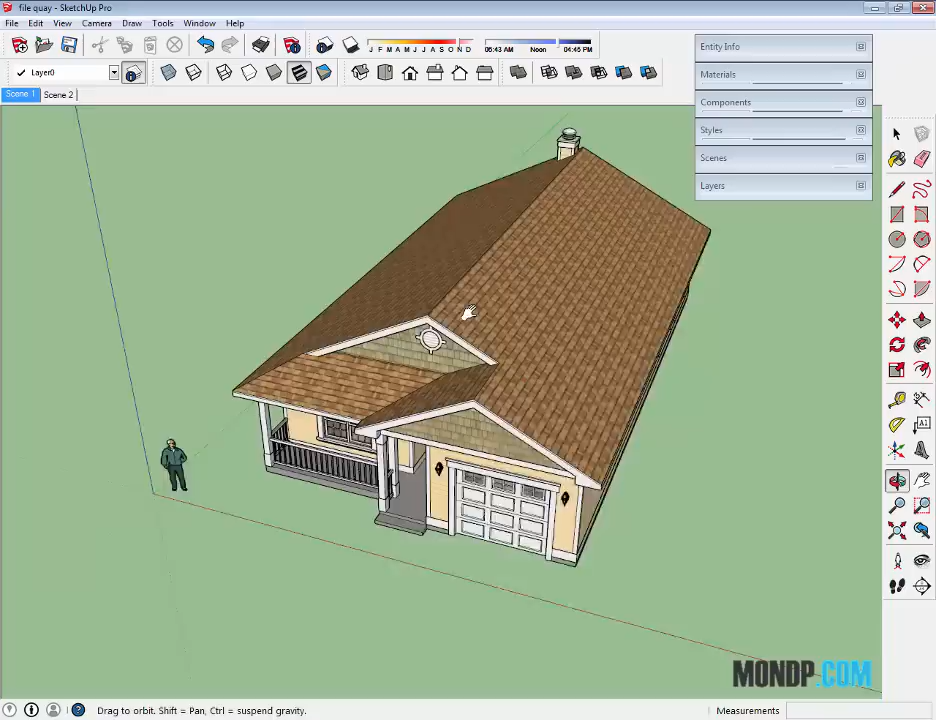 file quay - SketchUp Pro
File Edit View Camera Draw Tools Window Help
J F M A M J J A S O N D 06:43 AM Noon 04:45 PM
Layer0
Scene 1 Scene 2
Entity Info
Materials
Components
Styles
Scenes
Layers
A1
MONDP.COM
Drag to orbit. Shift = Pan, Ctrl = suspend gravity. Measurements